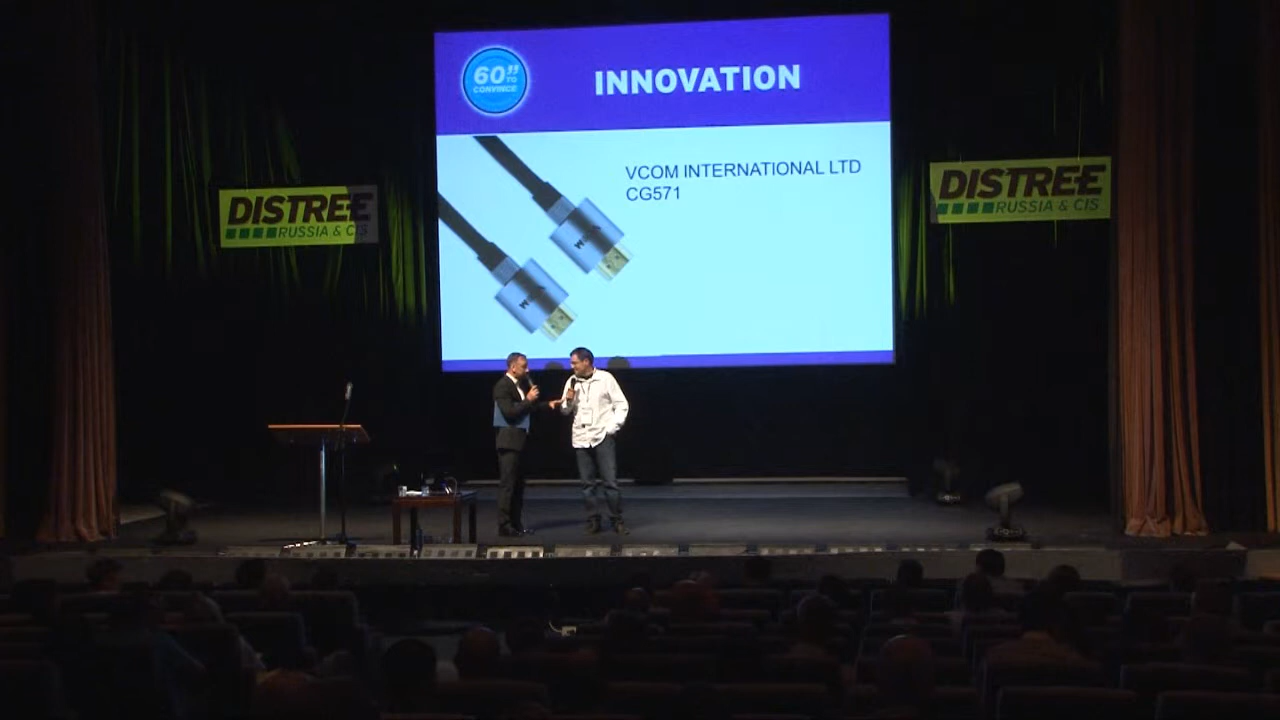 60”
TO
CONVINCE
INNOVATION
VCOM INTERNATIONAL LTD
CG571
DISTREE
RUSSIA & CIS
DISTREE
RUSSIA & CIS